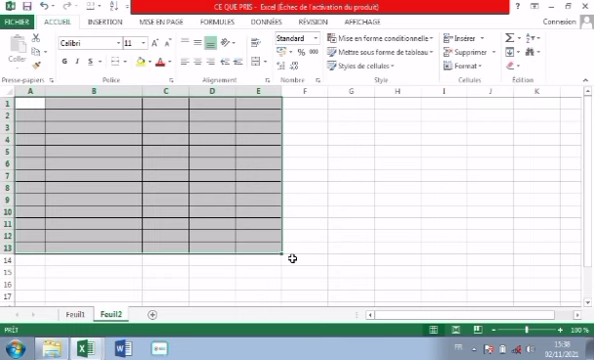 CE QUE PRIS - Excel (Échec de l'activation du produit)
FICHIER ACCUEIL INSERTION MISE EN PAGE FORMULES DONNÉES RÉVISION AFFICHAGE Connexion
Coller Calibri 11 Standard Mise en forme conditionnelle Insérer
G I S % 000 Mettre sous forme de tableau Supprimer
Styles de cellules Format
Presse-papiers Police Alignement Nombre Style Cellules Édition
A B C D E F G H I J K
1
2
3
4
5
6
7
8
9
10
11
12
13
14
15
16
17
Feuil1 Feuil2
PRÊT 100 %
FR 15:38
02/11/2021